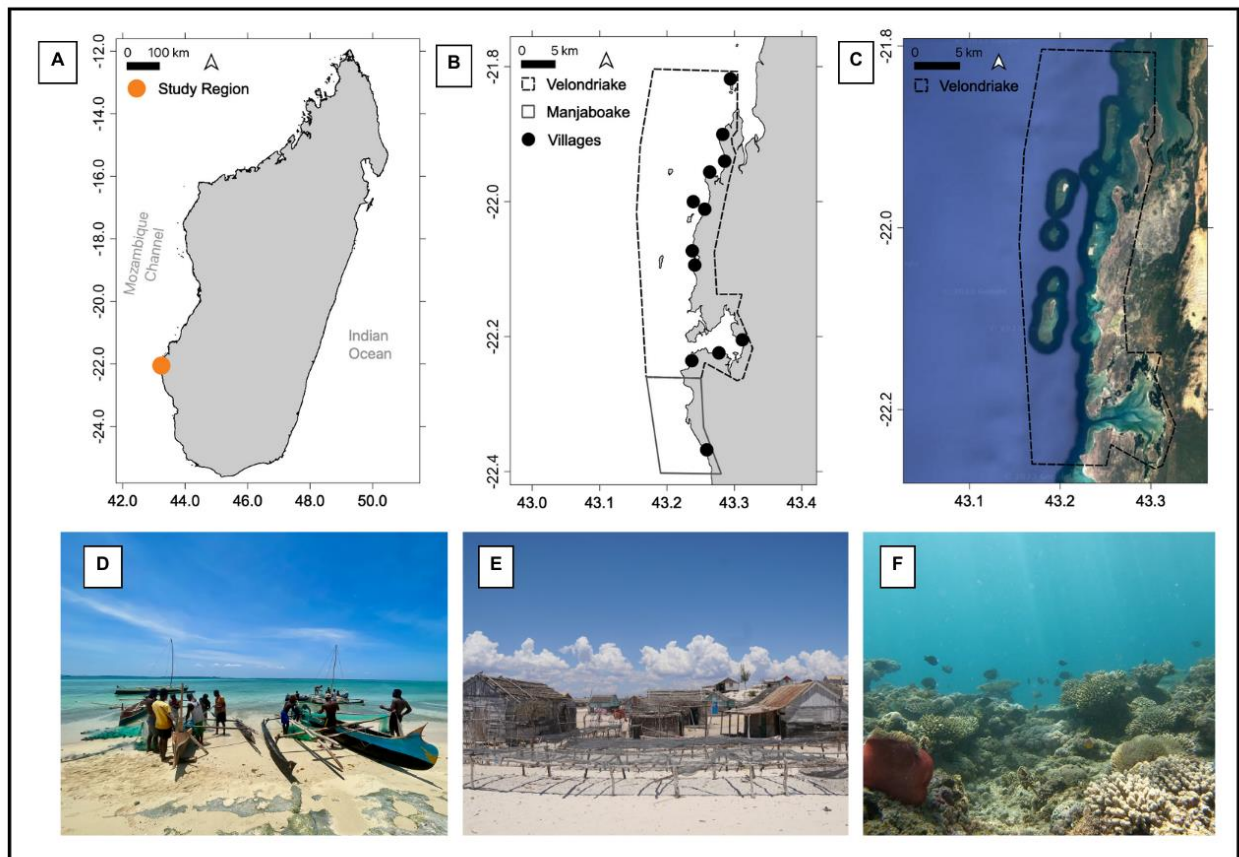 A
0 100 km
Study Region
-12.0
-14.0
-16.0
-18.0
-20.0
-22.0
-24.0
Mozambique
Channel
Indian
Ocean
42.0 44.0 46.0 48.0 50.0
B
0 5 km
Velondriake
Manjaboake
Villages
-21.8
-22.0
-22.2
-22.4
43.0 43.1 43.2 43.3 43.4
C
0 5 km
Velondriake
-21.8
-22.0
-22.2
43.1 43.2 43.3
D
E
F